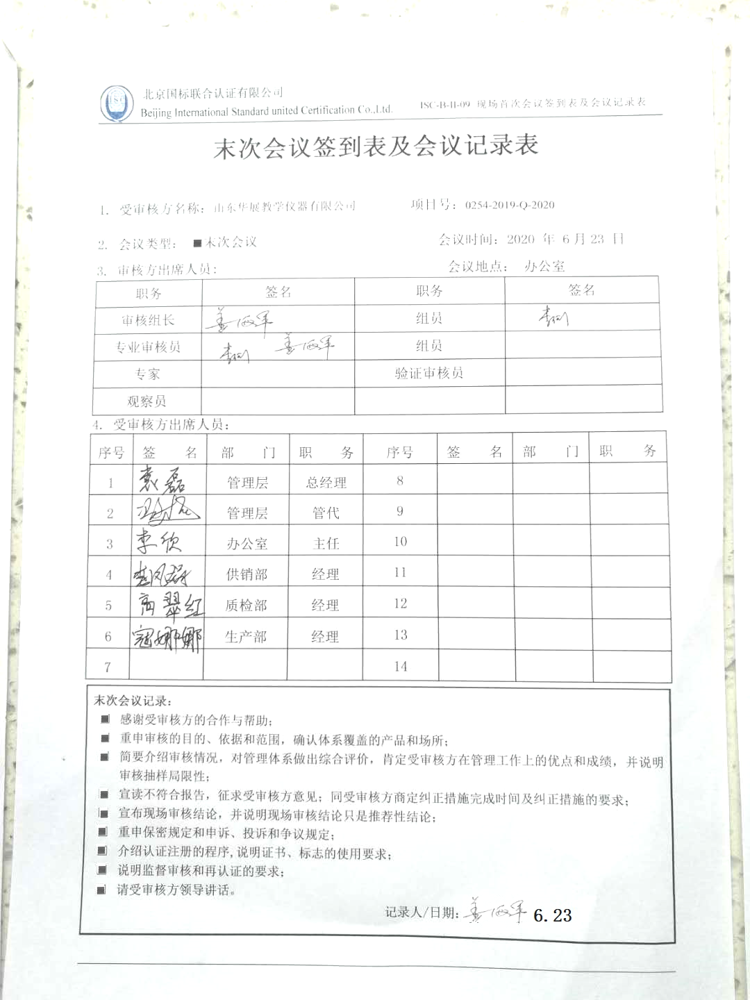 北京国标联合认证有限公司
Beijing International Standard united Certification Co.,Ltd. ISC-B-II-09 现场首次会议签到表及会议记录表
ISC
末次会议签到表及会议记录表
1. 受审核方名称：山东华展教学仪器有限公司 项目号：0254-2019-Q-2020
2. 会议类型： ■末次会议 会议时间：2020 年 6 月 23 日
3. 审核方出席人员： 会议地点： 办公室
职务 签名 职务 签名
审核组长 组员
专业审核员 组员
专家 验证审核员
观察员
4. 受审核方出席人员：
序号 签 名 部 门 职 务 序号 签 名 部 门 职 务
1 袁磊 管理层 总经理 8
2 管理层 管代 9
3 李欣 办公室 主任 10
4 供销部 经理 11
5 高翠红 质检部 经理 12
6 寇娜娜 生产部 经理 13
7 14
末次会议记录：
■ 感谢受审核方的合作与帮助；
■ 重申审核的目的、依据和范围，确认体系覆盖的产品和场所；
■ 简要介绍审核情况，对管理体系做出综合评价，肯定受审核方在管理工作上的优点和成绩，并说明
审核抽样局限性；
■ 宣读不符合报告，征求受审核方意见；同受审核方商定纠正措施完成时间及纠正措施的要求；
■ 宣布现场审核结论，并说明现场审核结论只是推荐性结论；
■ 重申保密规定和申诉、投诉和争议规定；
■ 介绍认证注册的程序,说明证书、标志的使用要求；
■ 说明监督审核和再认证的要求；
■ 请受审核方领导讲话。
记录人/日期： 6.23